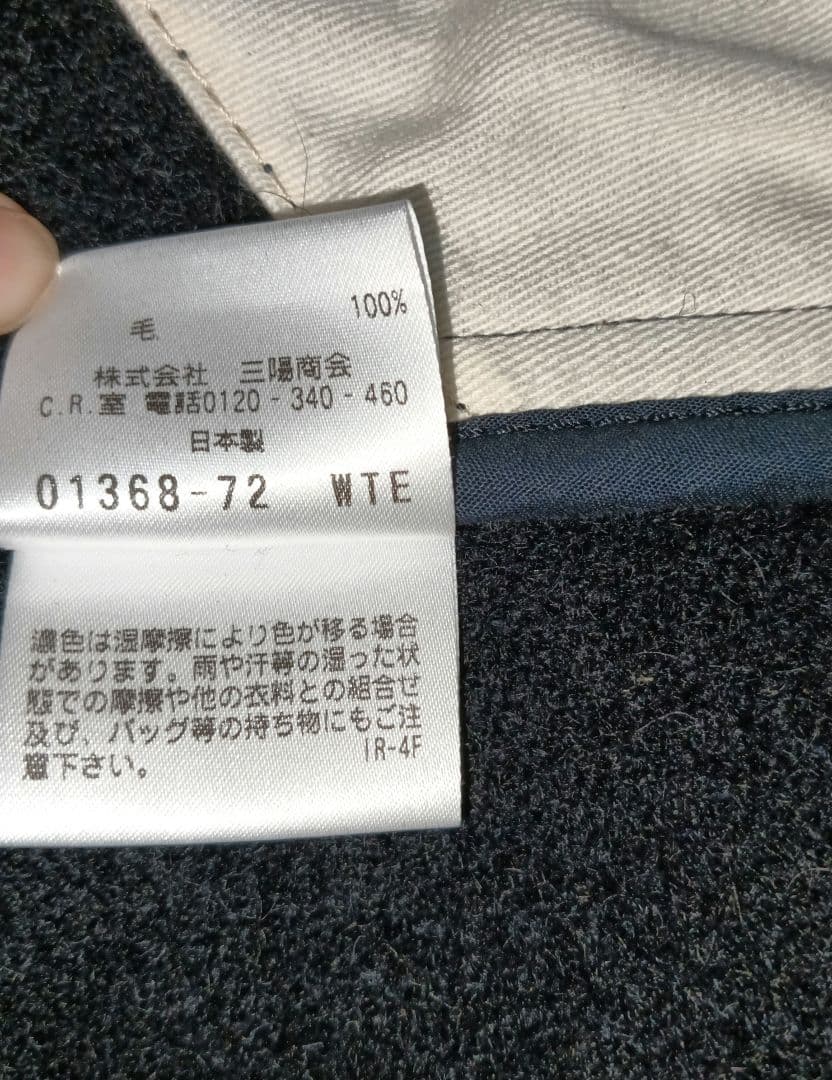 毛 100%
株式会社 三陽商会
C.R.室 電話0120-340-460
日本製
01368-72 WTE
濃色は湿摩擦により色が移る場合
があります。雨や汗等の湿った状
態での摩擦や他の衣料との組合せ
及び、バッグ等の持ち物にもご注
意下さい。 IR-4F